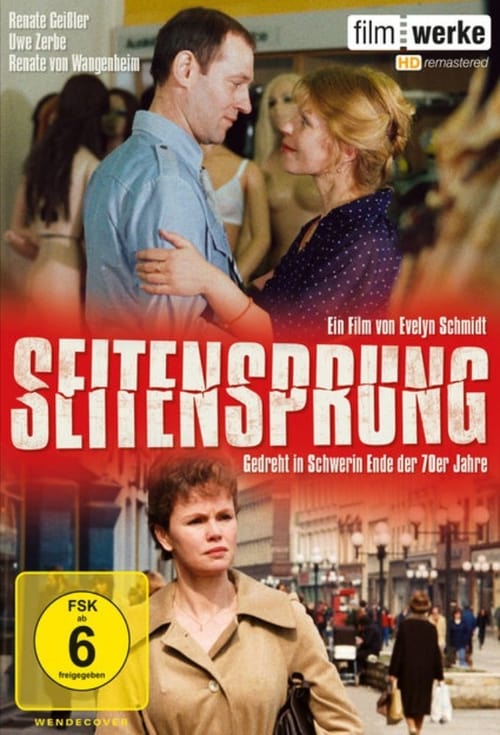 Renate Geißler
Uwe Zerbe
Renate von Wangenheim
film werke
HD remastered
Ein Film von Evelyn Schmidt
SEITENSPRUNG
Gedreht in Schwerin Ende der 70er Jahre
FSK
ab
6
freigegeben
WENDECOVER